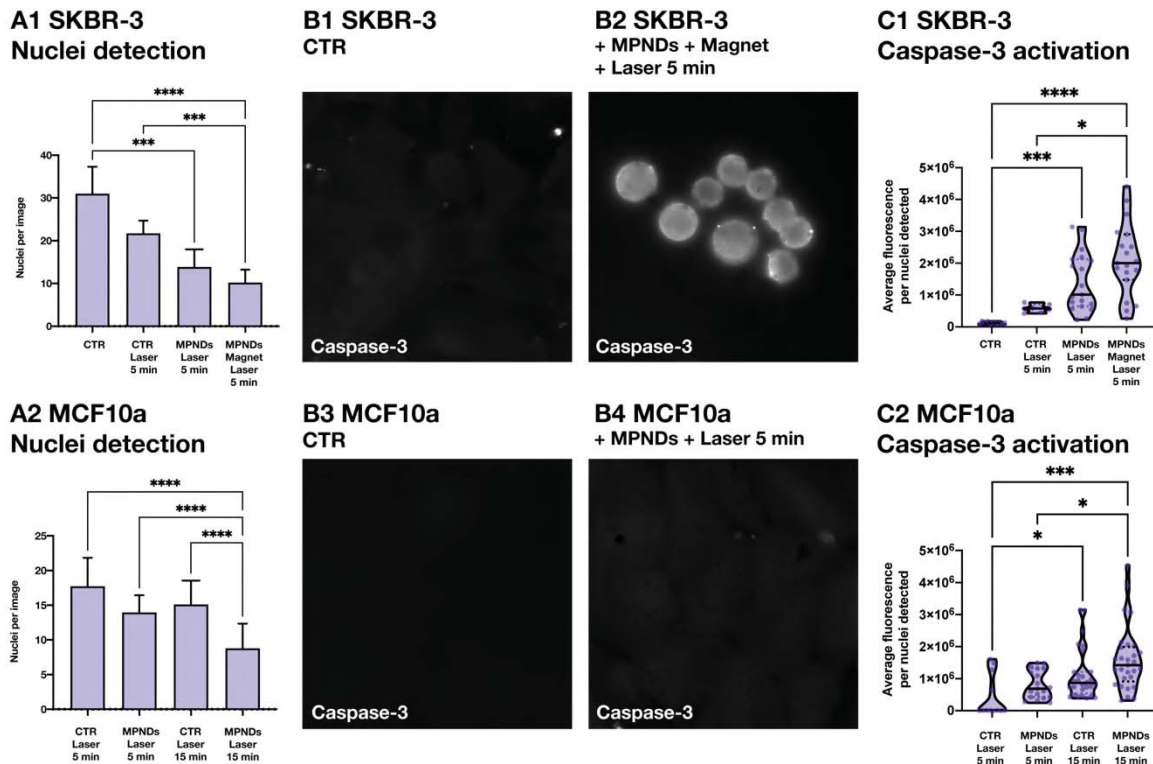 A1 SKBR-3
Nuclei detection
****
***
***
Nuclei per image
40
30
20
10
0
CTR
CTR
Laser
5 min
MPNDs
Laser
5 min
MPNDs
Magnet
Laser
5 min
B1 SKBR-3
CTR
Caspase-3
B2 SKBR-3
+ MPNDs + Magnet
+ Laser 5 min
Caspase-3
C1 SKBR-3
Caspase-3 activation
****
*
***
Average fluorescence
per nuclei detected
5×10⁶
4×10⁶
3×10⁶
2×10⁶
1×10⁶
0
CTR
CTR
Laser
5 min
MPNDs
Laser
5 min
MPNDs
Magnet
Laser
5 min
A2 MCF10a
Nuclei detection
****
****
****
Nuclei per image
25
20
15
10
5
0
CTR
Laser
5 min
MPNDs
Laser
5 min
CTR
Laser
15 min
MPNDs
Laser
15 min
B3 MCF10a
CTR
Caspase-3
B4 MCF10a
+ MPNDs + Laser 5 min
Caspase-3
C2 MCF10a
Caspase-3 activation
***
*
*
Average fluorescence
per nuclei detected
5×10⁶
4×10⁶
3×10⁶
2×10⁶
1×10⁶
0
CTR
Laser
5 min
MPNDs
Laser
5 min
CTR
Laser
15 min
MPNDs
Laser
15 min